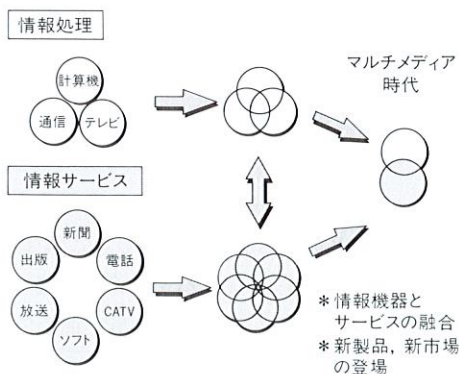 情報処理
計算機
通信
テレビ
マルチメディア
時代
情報サービス
新聞
出版
電話
放送
CATV
ソフト
＊情報機器と
サービスの融合
＊新製品，新市場
の登場